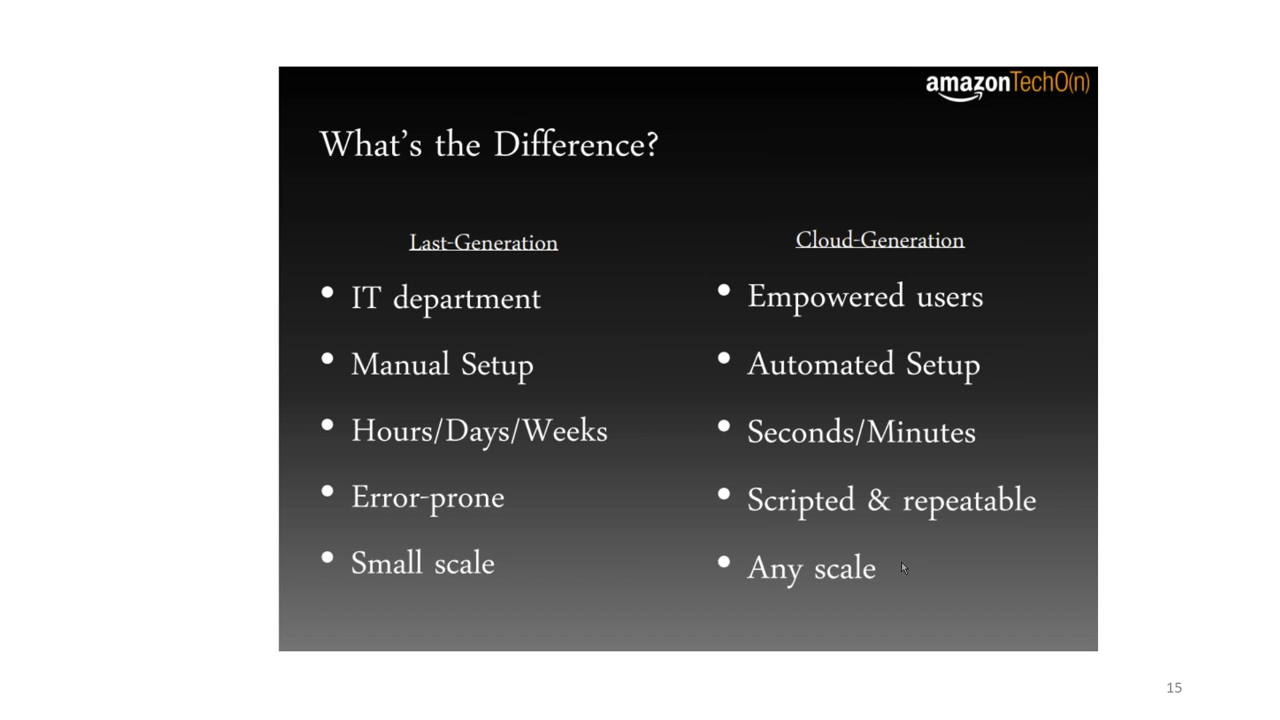 amazonTechO(n)
What's the Difference?
Last-Generation
• IT department
• Manual Setup
• Hours/Days/Weeks
• Error-prone
• Small scale
Cloud-Generation
• Empowered users
• Automated Setup
• Seconds/Minutes
• Scripted & repeatable
• Any scale
15